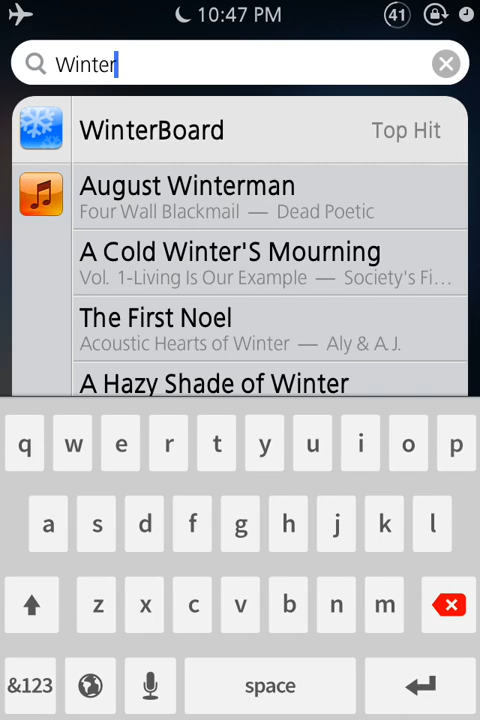 10:47 PM
41
Winter
WinterBoard
Top Hit
August Winterman
Four Wall Blackmail — Dead Poetic
A Cold Winter'S Mourning
Vol. 1-Living Is Our Example — Society's Fi...
The First Noel
Acoustic Hearts of Winter — Aly & A.J.
A Hazy Shade of Winter
q w e r t y u i o p
a s d f g h j k l
z x c v b n m
&123
space